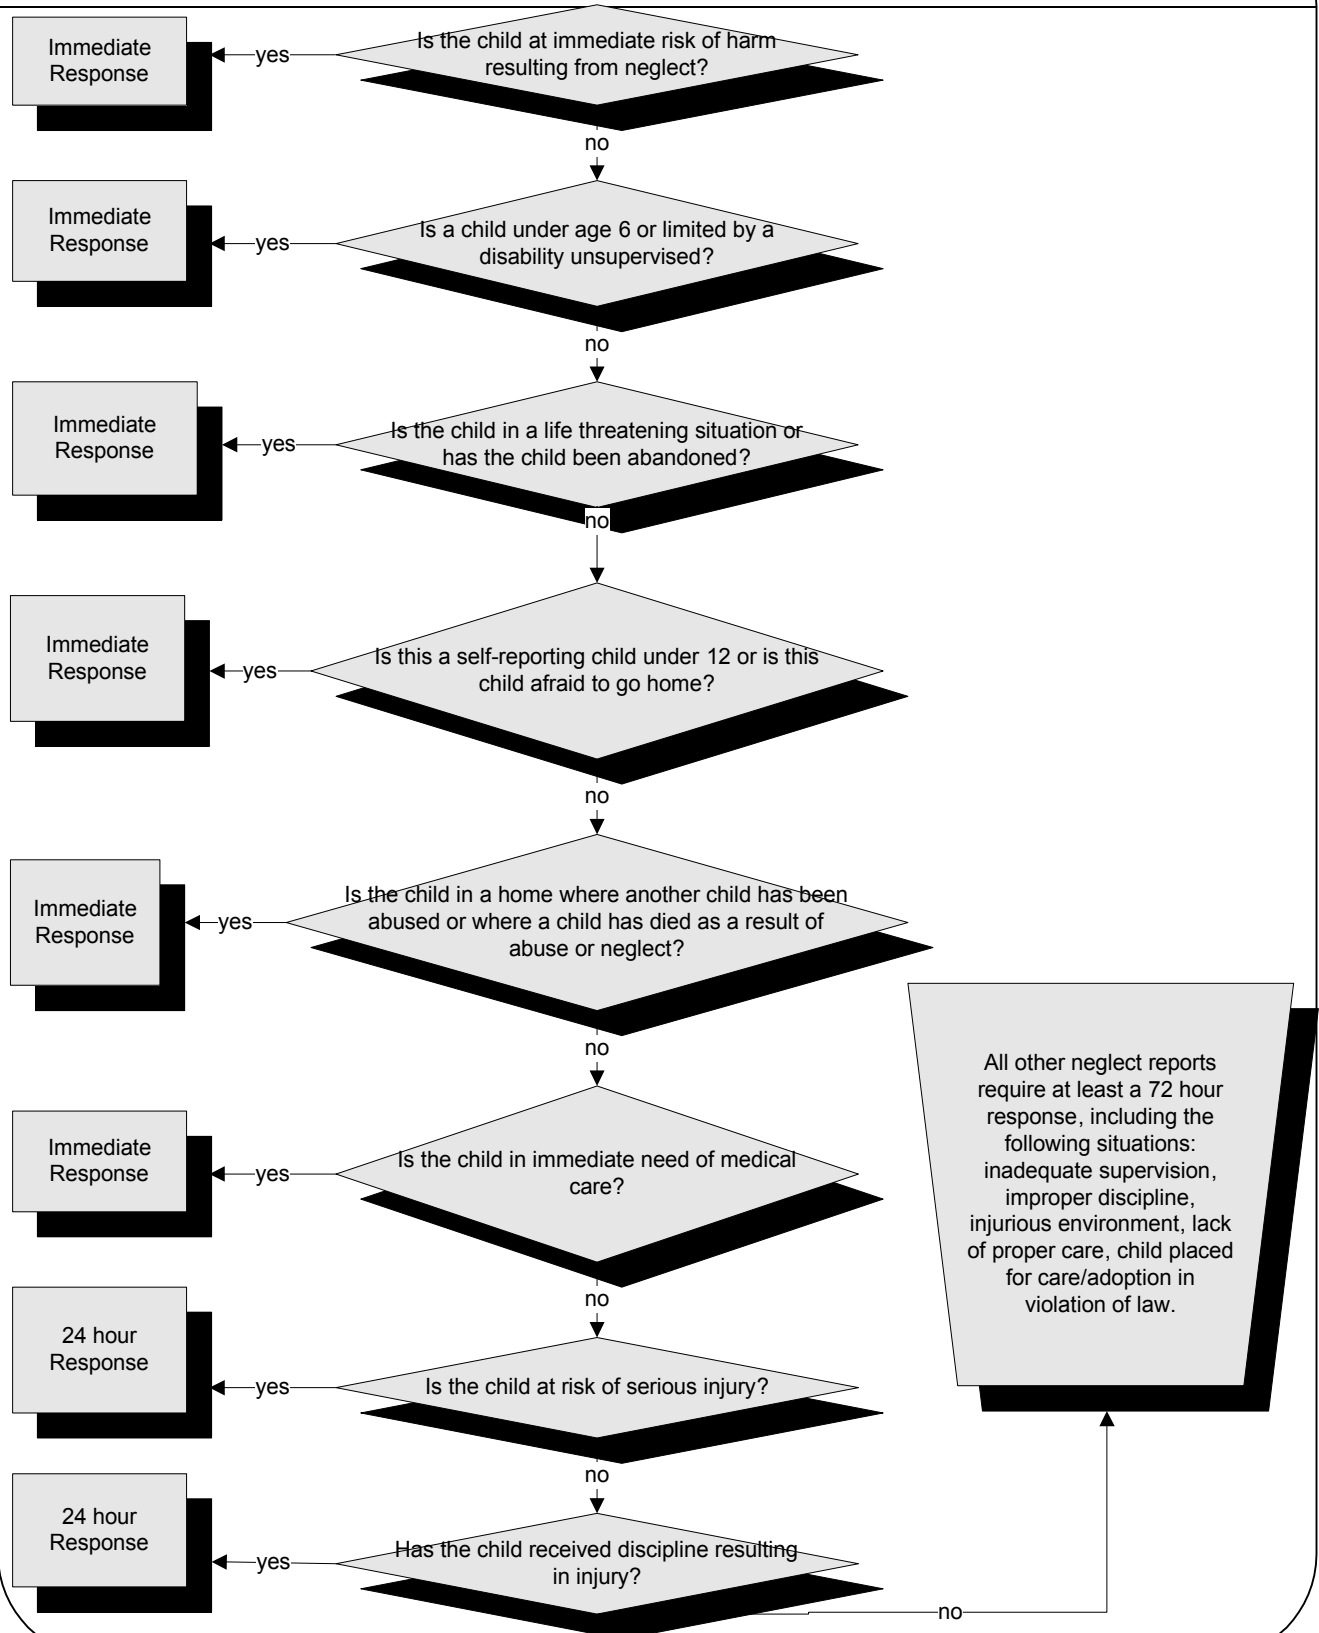 Immediate
Response
yes
Is the child at immediate risk of harm
resulting from neglect?
no
Immediate
Response
yes
Is a child under age 6 or limited by a
disability unsupervised?
no
Immediate
Response
yes
Is the child in a life threatening situation or
has the child been abandoned?
no
Immediate
Response
yes
Is this a self-reporting child under 12 or is this
child afraid to go home?
no
Immediate
Response
yes
Is the child in a home where another child has been
abused or where a child has died as a result of
abuse or neglect?
no
Immediate
Response
yes
Is the child in immediate need of medical
care?
no
24 hour
Response
yes
Is the child at risk of serious injury?
no
24 hour
Response
yes
Has the child received discipline resulting
in injury?
no
All other neglect reports
require at least a 72 hour
response, including the
following situations:
inadequate supervision,
improper discipline,
injurious environment, lack
of proper care, child placed
for care/adoption in
violation of law.